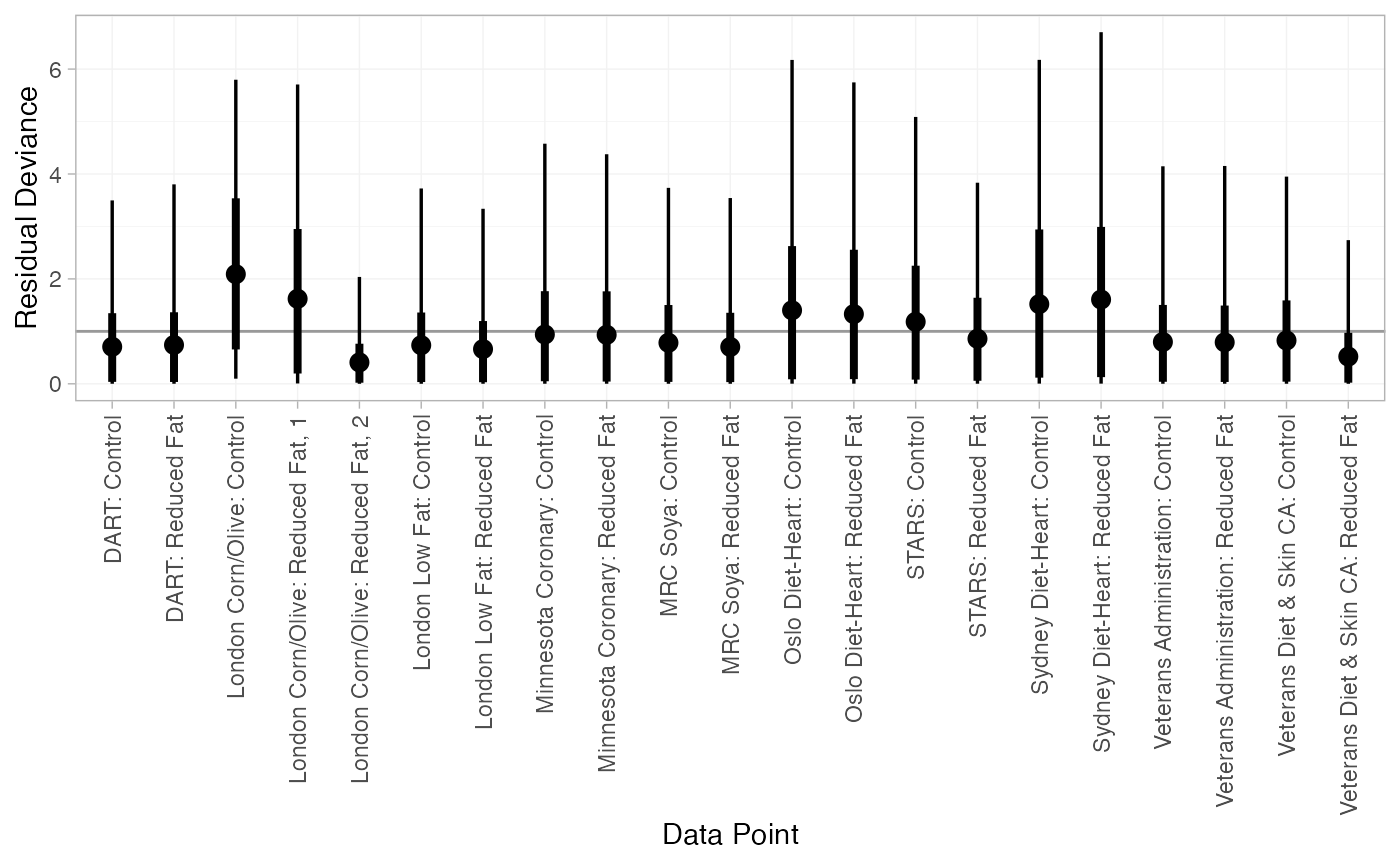 Residual Deviance
6
4
2
0
DART: Control
DART: Reduced Fat
London Corn/Olive: Control
London Corn/Olive: Reduced Fat, 1
London Corn/Olive: Reduced Fat, 2
London Low Fat: Control
London Low Fat: Reduced Fat
Minnesota Coronary: Control
Minnesota Coronary: Reduced Fat
MRC Soya: Control
MRC Soya: Reduced Fat
Oslo Diet-Heart: Control
Oslo Diet-Heart: Reduced Fat
STARS: Control
STARS: Reduced Fat
Sydney Diet-Heart: Control
Sydney Diet-Heart: Reduced Fat
Veterans Administration: Control
Veterans Administration: Reduced Fat
Veterans Diet & Skin CA: Control
Veterans Diet & Skin CA: Reduced Fat
Data Point